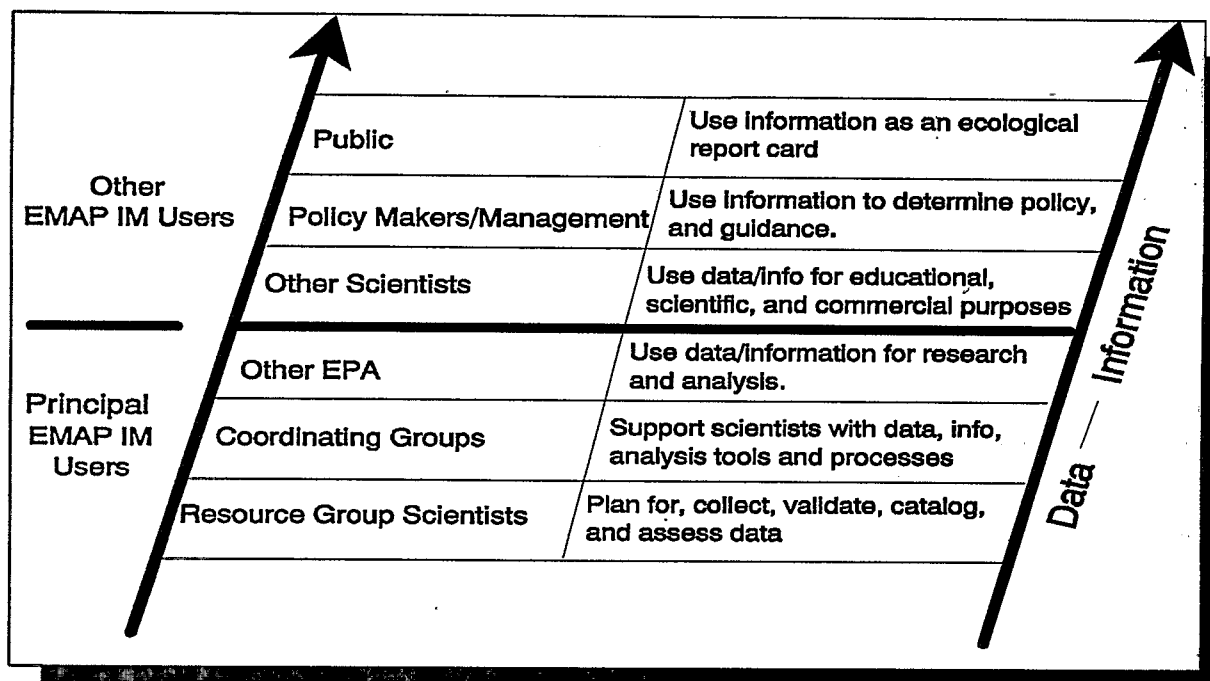 Public
Use information as an ecological
report card
Other
EMAP IM Users
Policy Makers/Management
Use information to determine policy,
and guidance.
Other Scientists
Use data/info for educational,
scientific, and commercial purposes
Other EPA
Use data/information for research
and analysis.
Principal
EMAP IM
Users
Coordinating Groups
Support scientists with data, info,
analysis tools and processes
Resource Group Scientists
Plan for, collect, validate, catalog,
and assess data
Data — Information